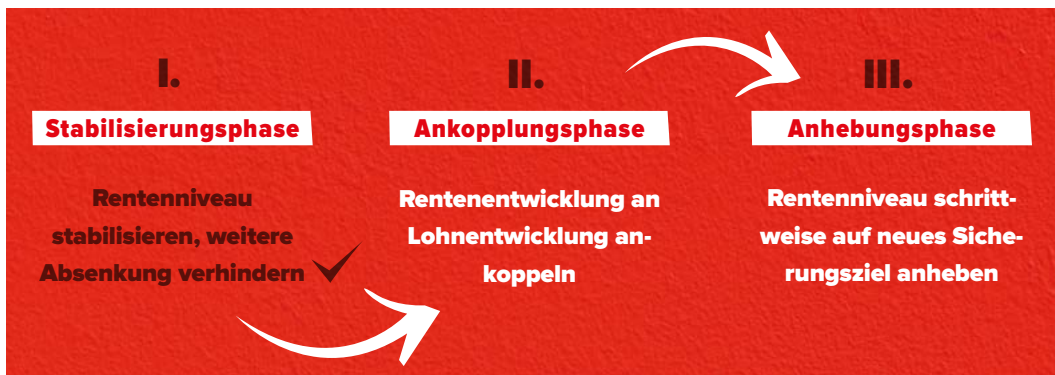 I.
Stabilisierungsphase
Rentenniveau
stabilisieren, weitere
Absenkung verhindern
II.
Ankopplungsphase
Rentenentwicklung an
Lohnentwicklung an-
koppeln
III.
Anhebungsphase
Rentenniveau schritt-
weise auf neues Siche-
rungsziel anheben